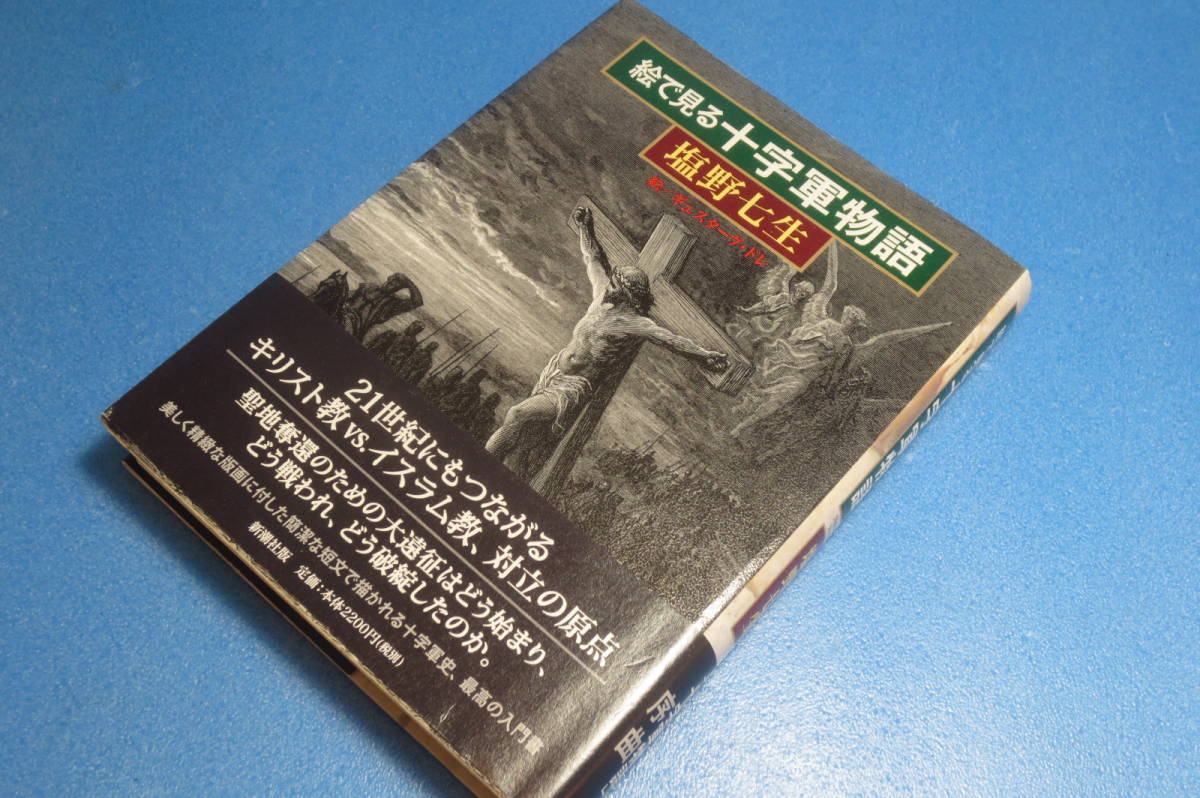 絵で見る十字軍物語
塩野七生
絵=ギュスターヴ・ドレ
21世紀にもつながる
キリスト教vs.イスラム教、対立の原点
聖地奪還のための大遠征はどう始まり、
どう戦われ、どう破綻したのか。
美しく精緻な版画に付した簡潔な短文で描かれる十字軍史、最高の入門書
新潮社版 定価:本体2200円(税別)